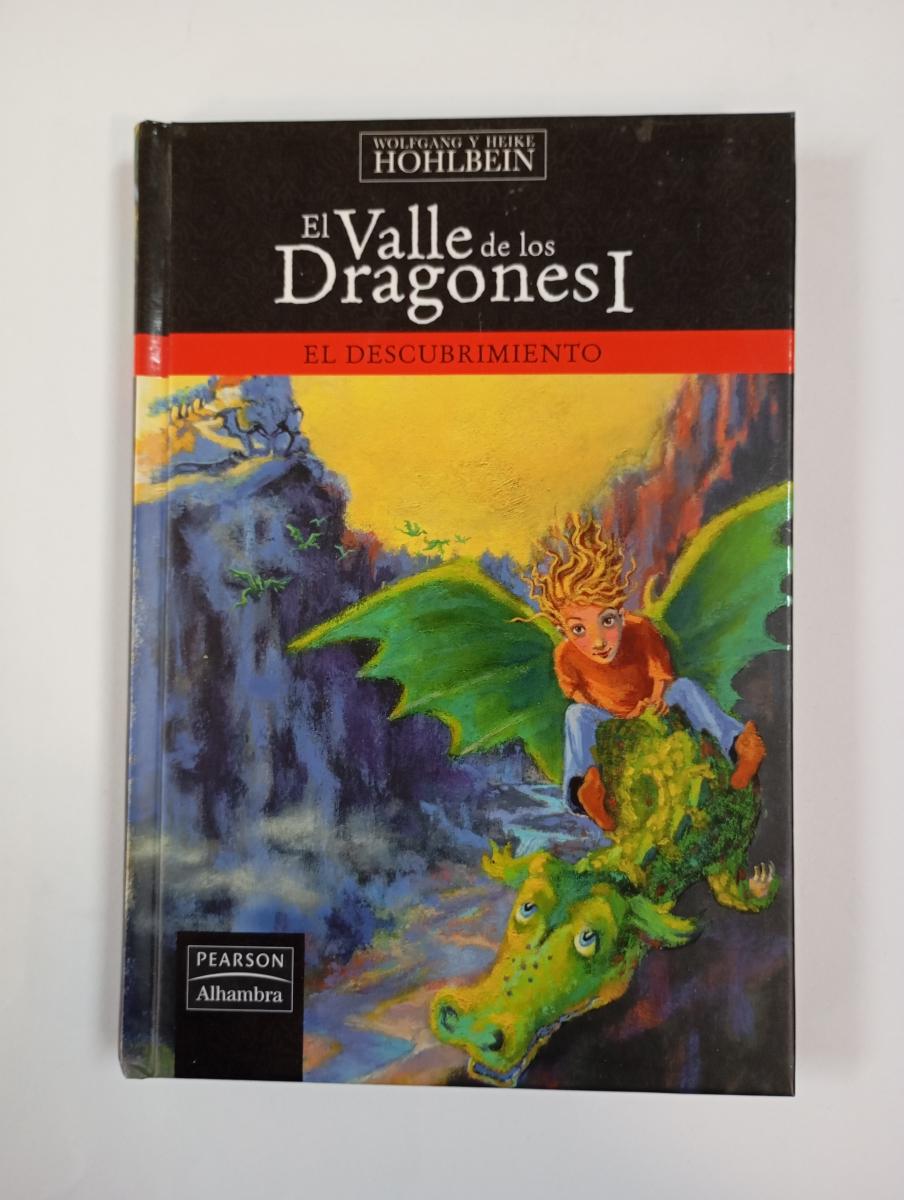 WOLFGANG Y HEIKE
HOHLBEIN
El Valle de los
Dragones I
EL DESCUBRIMIENTO
PEARSON
Alhambra